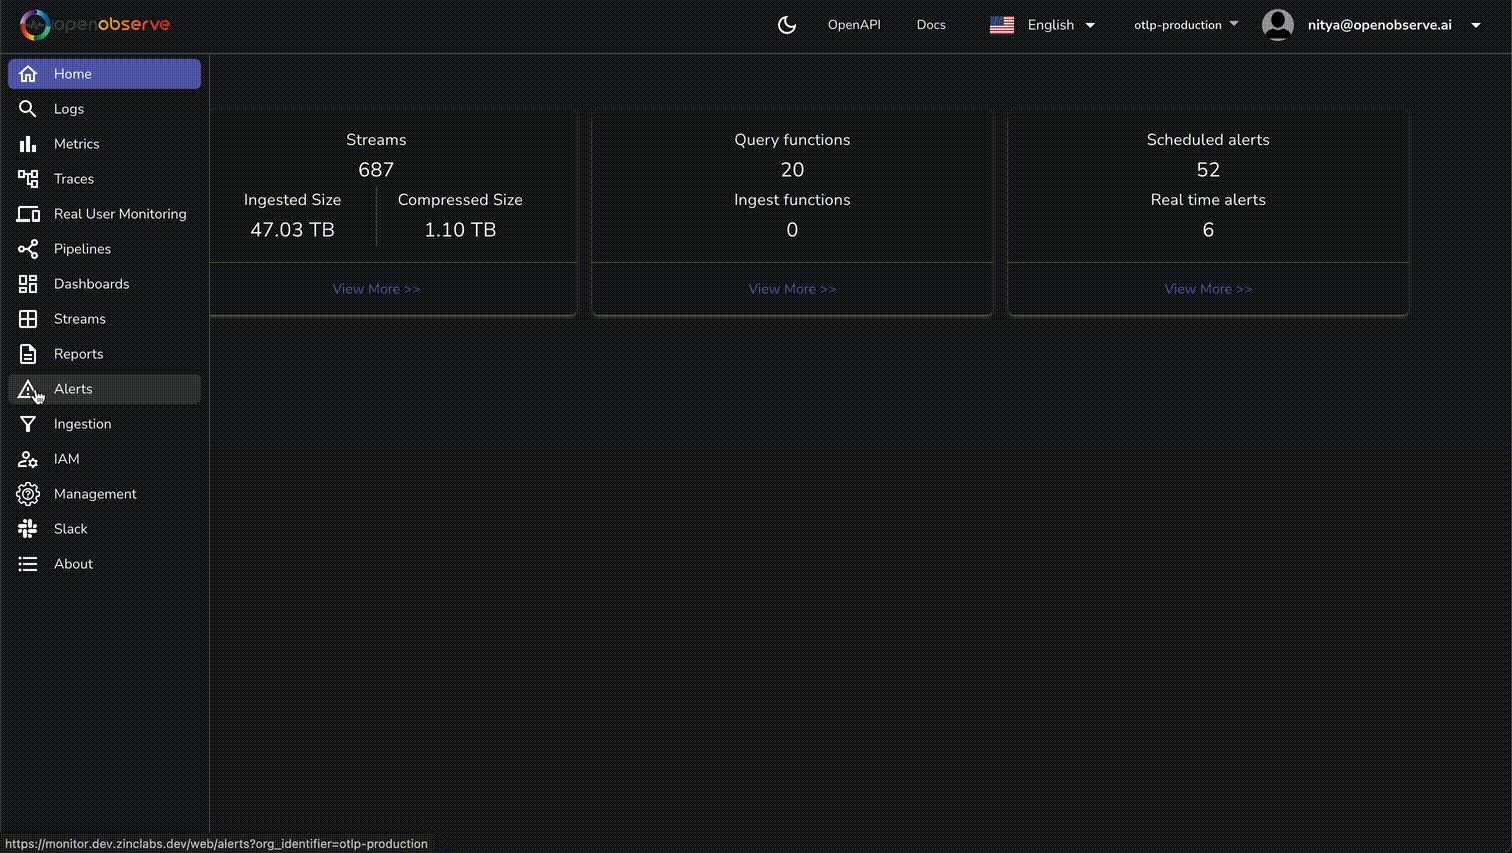 openobserve
OpenAPI
Docs
English
otlp-production
nitya@openobserve.ai
Home
Logs
Metrics
Traces
Real User Monitoring
Pipelines
Dashboards
Streams
Reports
Alerts
Ingestion
IAM
Management
Slack
About
Streams
687
Ingested Size
47.03 TB
Compressed Size
1.10 TB
View More >>
Query functions
20
Ingest functions
0
View More >>
Scheduled alerts
52
Real time alerts
6
View More >>
https://monitor.dev.zinclabs.dev/web/alerts?org_identifier=otlp-production